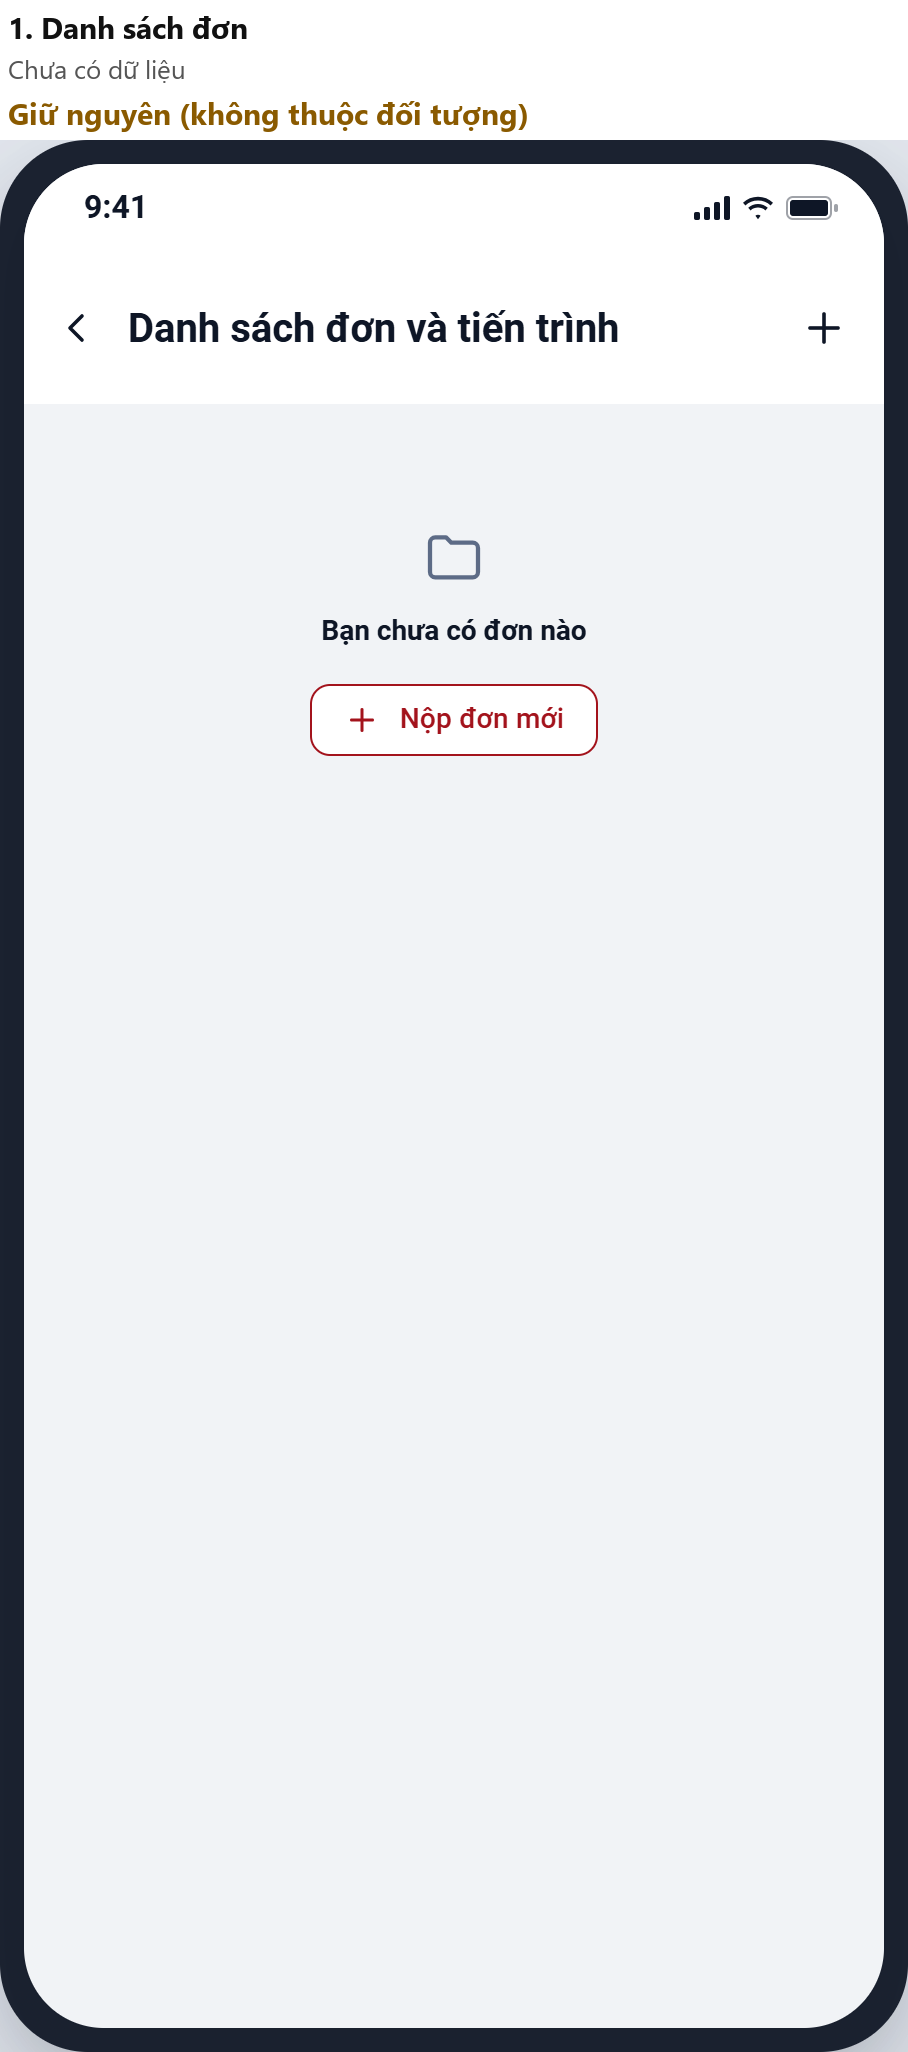 1. Danh sách đơn
Chưa có dữ liệu
Giữ nguyên (không thuộc đối tượng)
9:41
Danh sách đơn và tiến trình
Bạn chưa có đơn nào
Nộp đơn mới